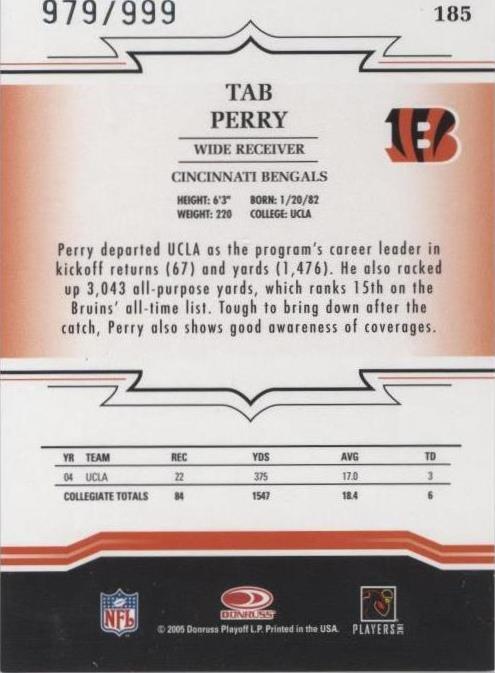 979/999
185
TAB
PERRY
WIDE RECEIVER
CINCINNATI BENGALS
HEIGHT: 6'3" BORN: 1/20/82
WEIGHT: 220 COLLEGE: UCLA
Perry departed UCLA as the program's career leader in
kickoff returns (67) and yards (1,476). He also racked
up 3,043 all-purpose yards, which ranks 15th on the
Bruins' all-time list. Tough to bring down after the
catch, Perry also shows good awareness of coverages.
YR TEAM REC YDS AVG TD
04 UCLA 22 375 17.0 3
COLLEGIATE TOTALS 84 1547 18.4 6
NFL
DONRUSS
PLAYERS INC
© 2005 Donruss Playoff L.P. Printed in the USA.